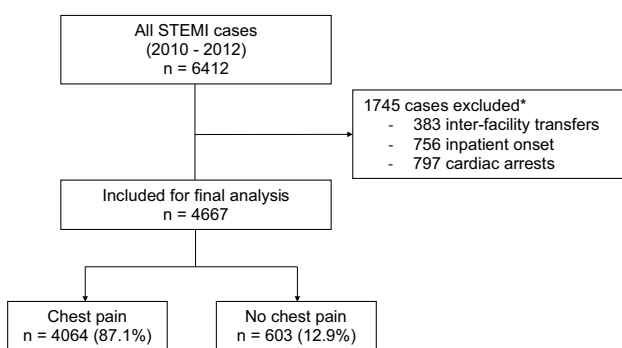 All STEMI cases
(2010 - 2012)
n = 6412
1745 cases excluded*
- 383 inter-facility transfers
- 756 inpatient onset
- 797 cardiac arrests
Included for final analysis
n = 4667
Chest pain
n = 4064 (87.1%)
No chest pain
n = 603 (12.9%)